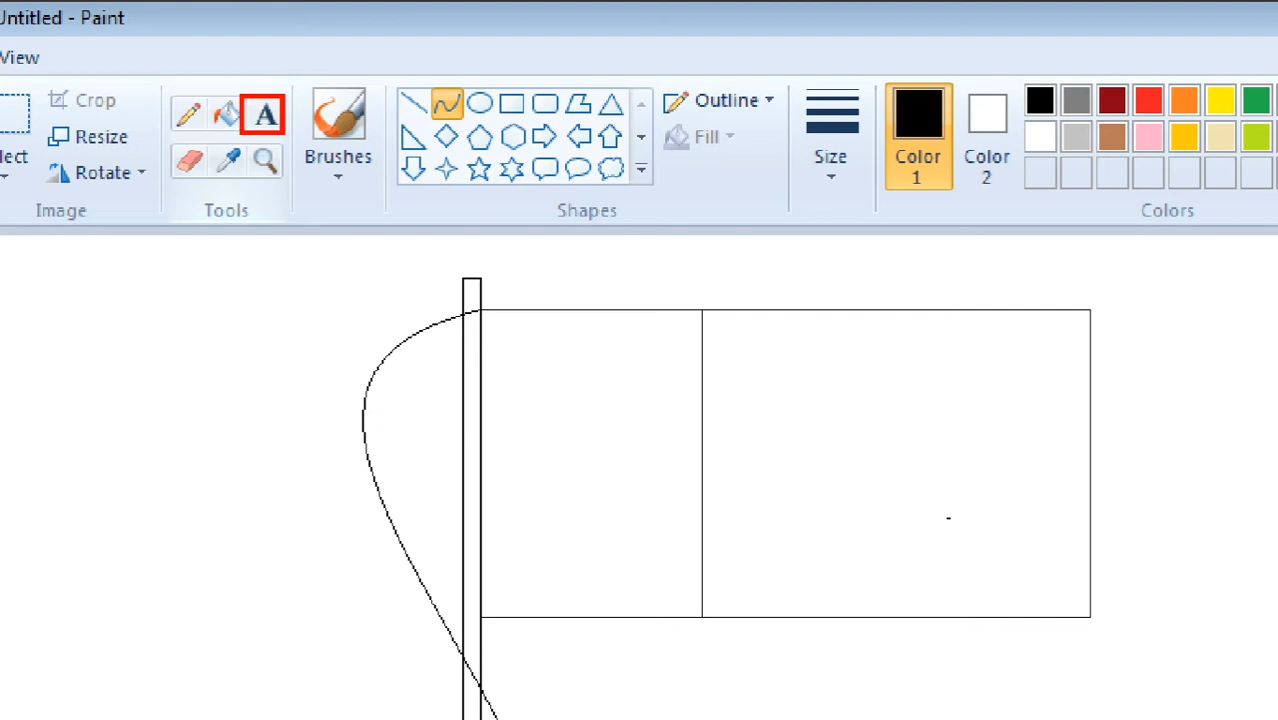 Untitled - Paint
View
Crop
Resize
Rotate
lect
Image
A
Tools
Brushes
Outline
Fill
Shapes
Size
Color
1
Color
2
Colors